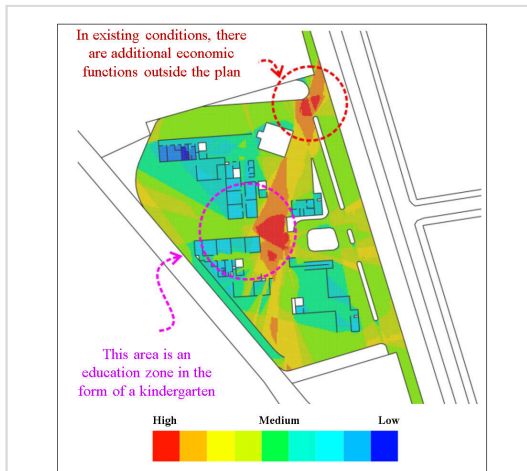 In existing conditions, there
are additional economic
functions outside the plan
This area is an
education zone in the
form of a kindergarten
High Medium Low